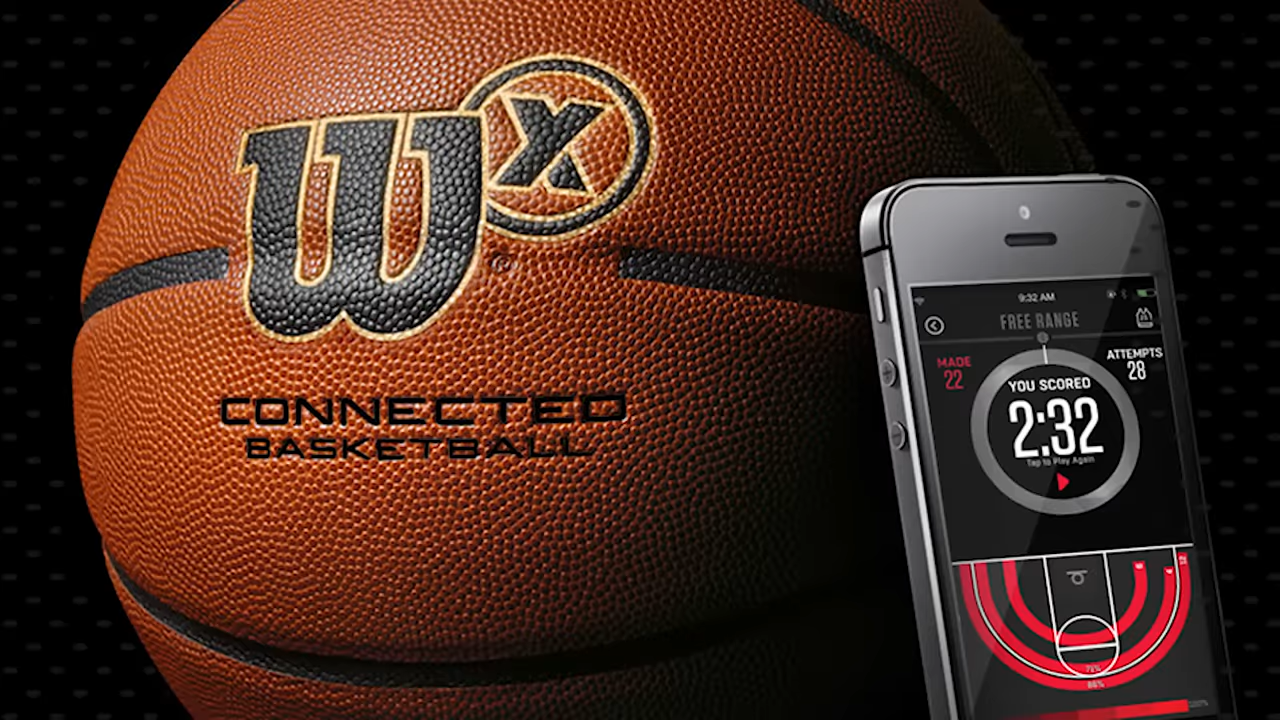 Wx
CONNECTED
BASKETBALL
9:32 AM
FREE RANGE
MADE
22
ATTEMPTS
28
YOU SCORED
2:32
Tap to Play Again